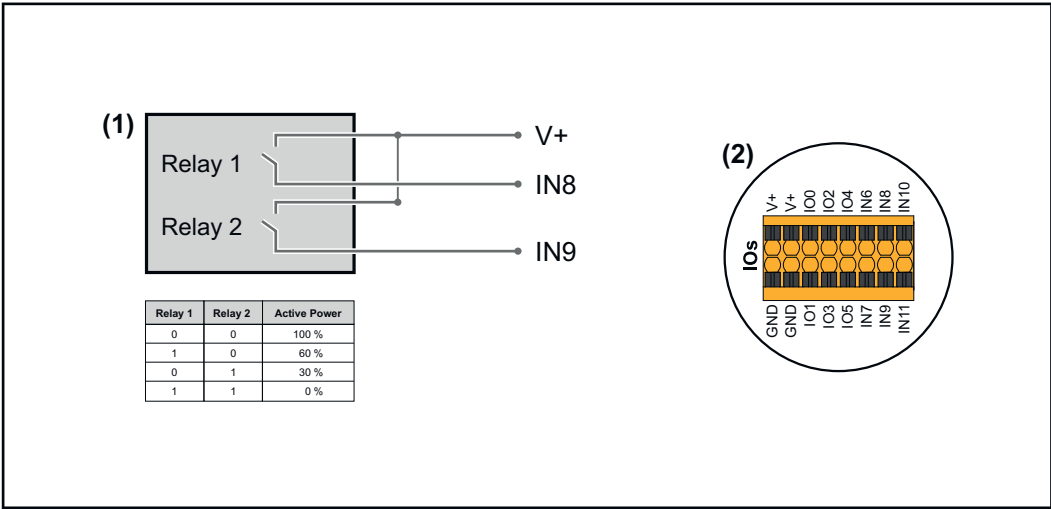 (1)
Relay 1
Relay 2
V+
IN8
IN9
Relay 1 Relay 2 Active Power
0 0 100 %
1 0 60 %
0 1 30 %
1 1 0 %
(2)
V+ V+ IO0 IO2 IO4 IN6 IN8 IN10
IOs
GND GND IO1 IO3 IO5 IN7 IN9 IN11